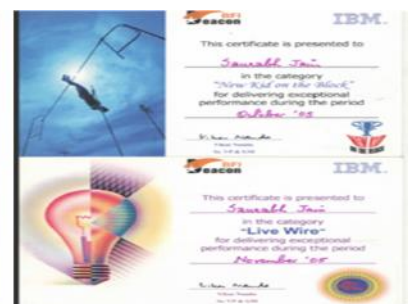 BFI
Beacon
IBM.
This certificate is presented to
Saurabh Jain
in the category
"New Kid on the Block"
for delivering exceptional
performance during the period
October '05
BFI
Beacon
IBM.
This certificate is presented to
Saurabh Jain
in the category
"Live Wire"
for delivering exceptional
performance during the period
November '05